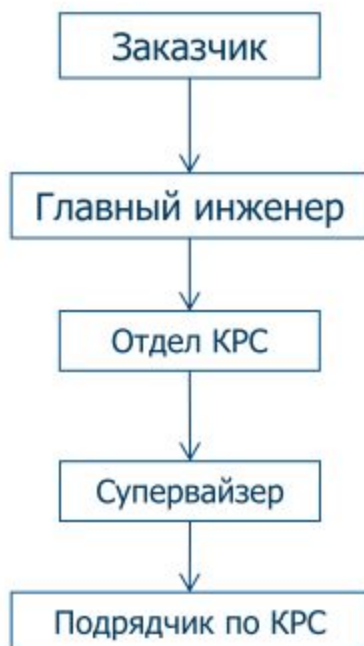 Заказчик
Главный инженер
Отдел КРС
Супервайзер
Подрядчик по КРС